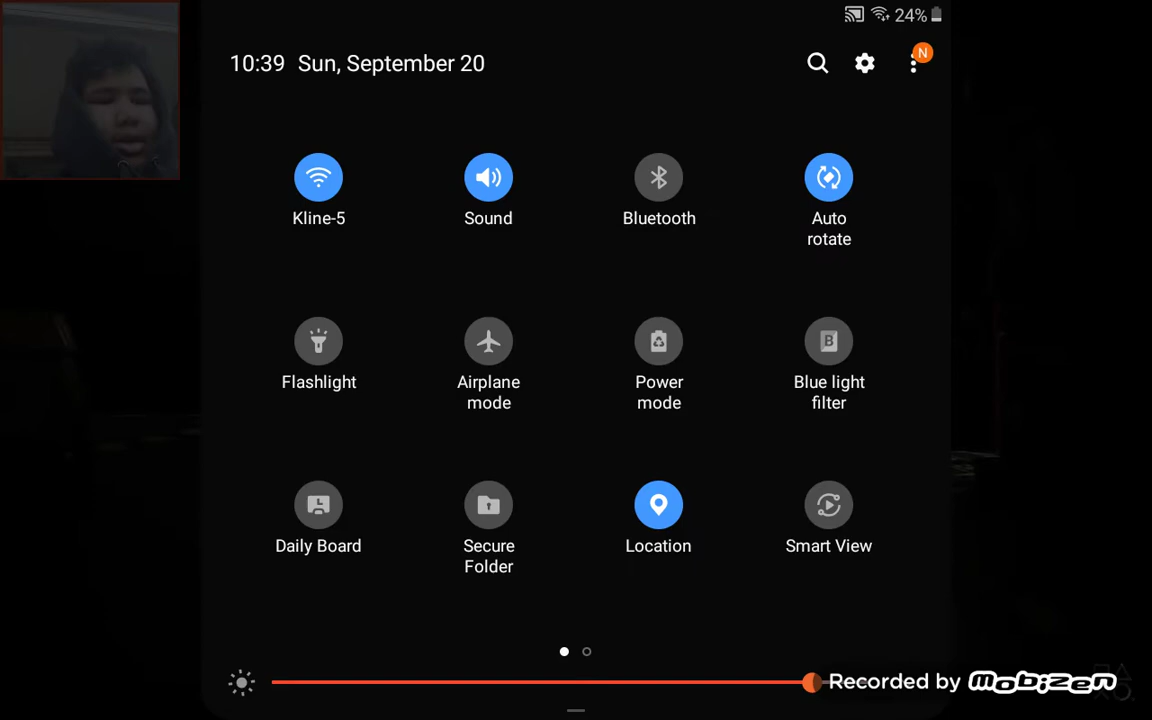 24%
10:39 Sun, September 20
N
Kline-5
Sound
Bluetooth
Auto
rotate
Flashlight
Airplane
mode
Power
mode
B
Blue light
filter
Daily Board
Secure
Folder
Location
Smart View
Recorded by mobizen